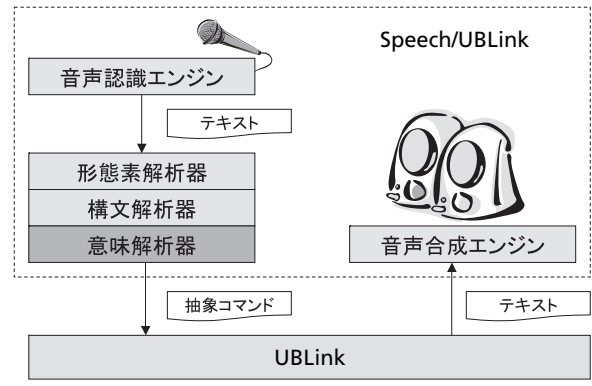 Speech/UBLink
音声認識エンジン
テキスト
形態素解析器
構文解析器
意味解析器
音声合成エンジン
抽象コマンド
テキスト
UBLink